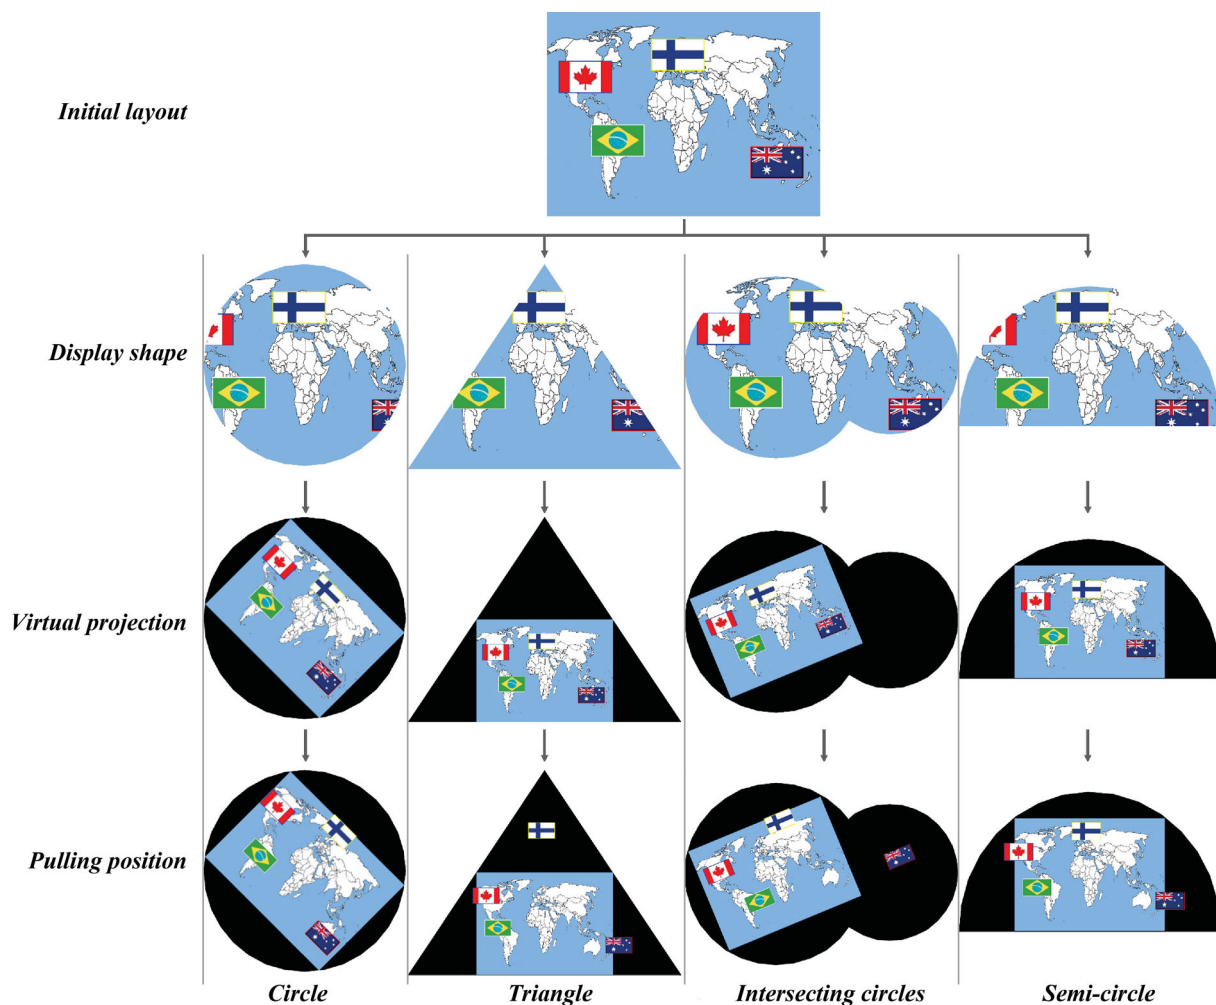 Initial layout
Display shape
Virtual projection
Pulling position
Circle
Triangle
Intersecting circles
Semi-circle